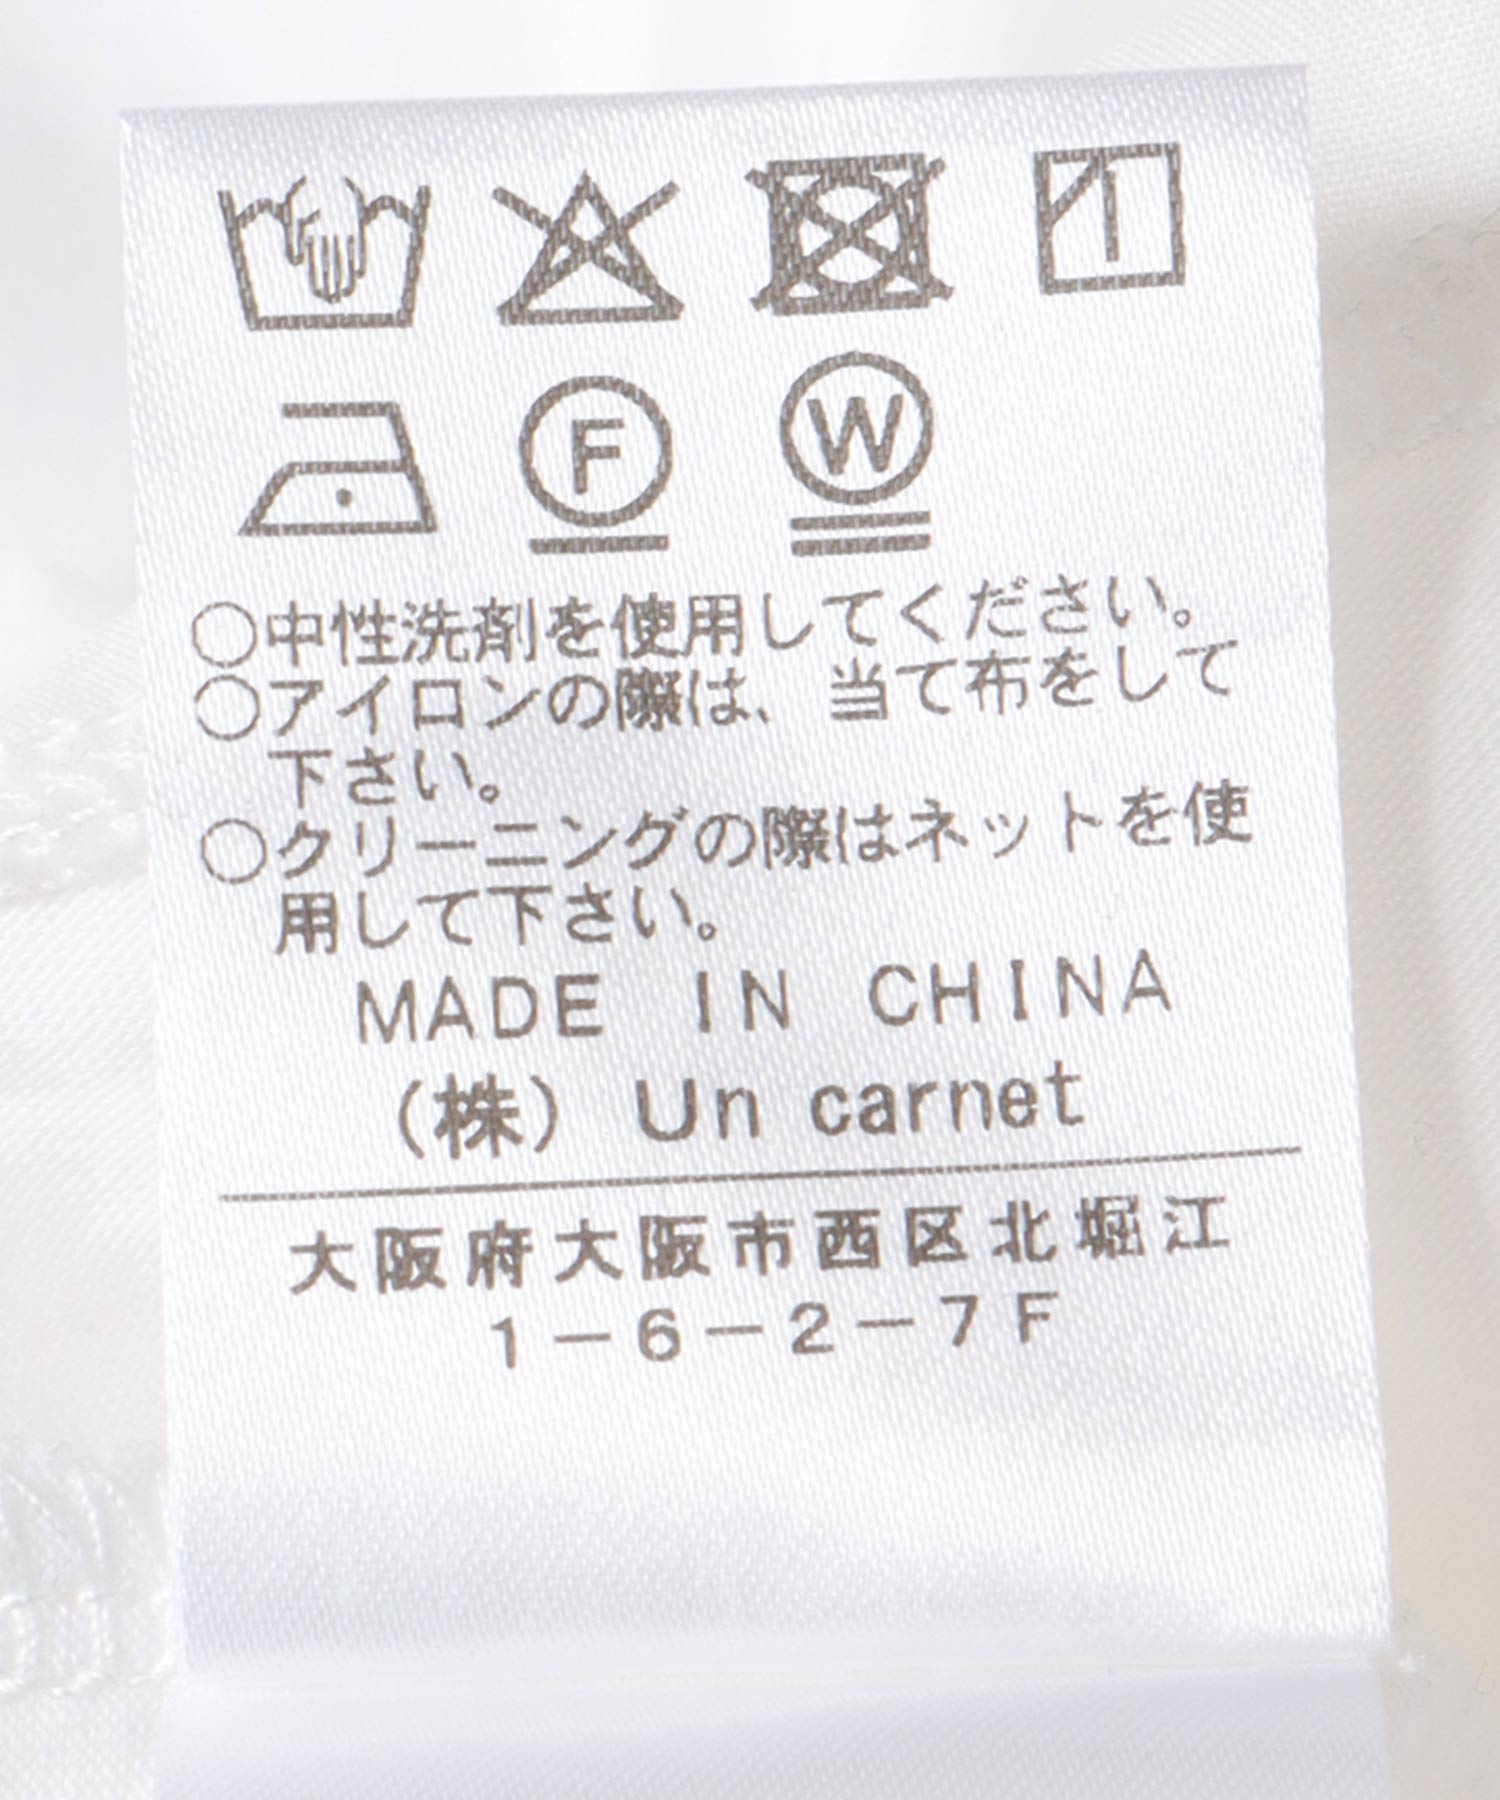 F W
○中性洗剤を使用してください。
○アイロンの際は、当て布をして
下さい。
○クリーニングの際はネットを使
用して下さい。
MADE IN CHINA
(株) Un carnet
大阪府大阪市西区北堀江
1-6-2-7F